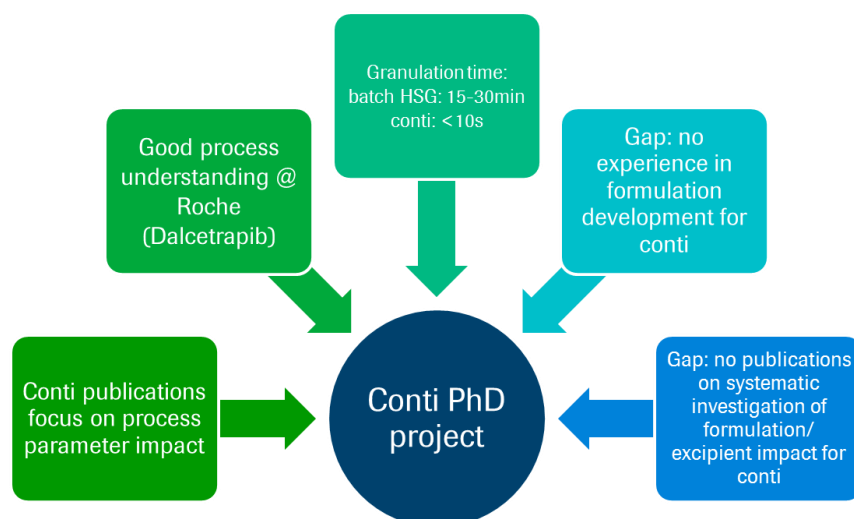 Granulation time:
batch HSG: 15-30min
conti: <10s
Good process
understanding @
Roche
(Dalcetrapib)
Gap: no
experience in
formulation
development for
conti
Conti publications
focus on process
parameter impact
Conti PhD
project
Gap: no publications
on systematic
investigation of
formulation/
excipient impact for
conti